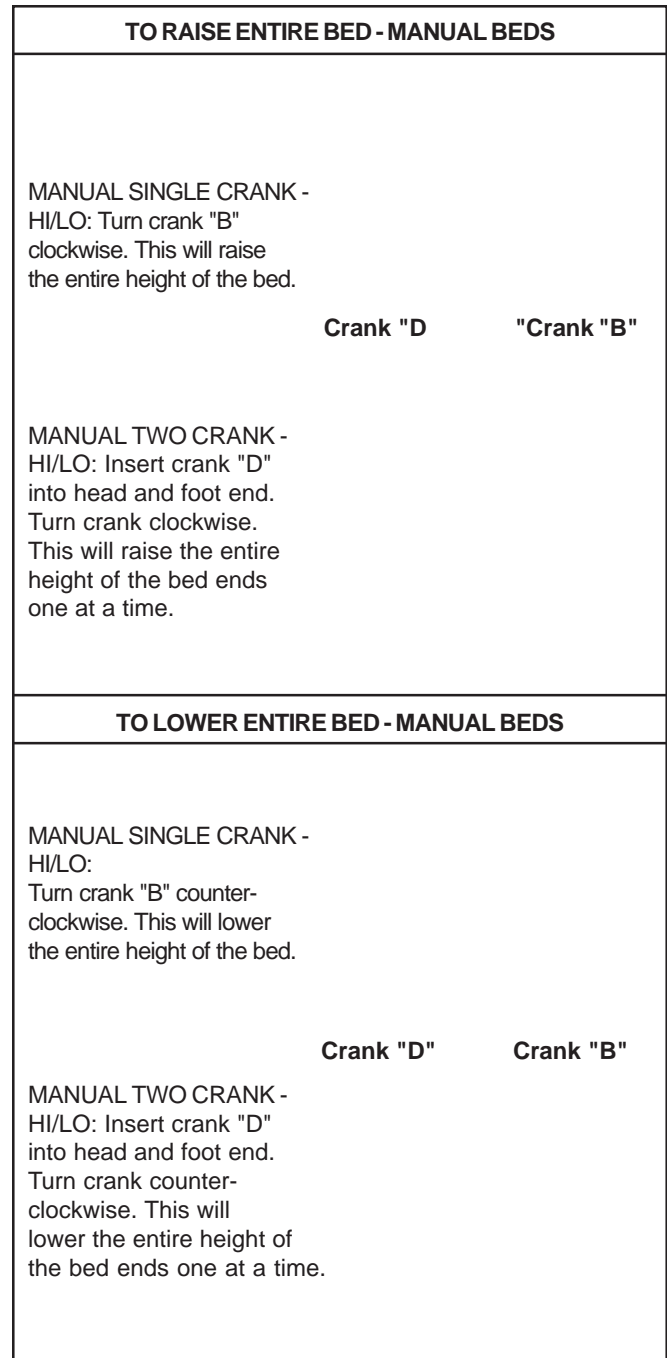 TO RAISE ENTIRE BED - MANUAL BEDS
MANUAL SINGLE CRANK -
HI/LO: Turn crank "B"
clockwise. This will raise
the entire height of the bed.
Crank "D "Crank "B"
MANUAL TWO CRANK -
HI/LO: Insert crank "D"
into head and foot end.
Turn crank clockwise.
This will raise the entire
height of the bed ends
one at a time.
TO LOWER ENTIRE BED - MANUAL BEDS
MANUAL SINGLE CRANK -
HI/LO:
Turn crank "B" counter-
clockwise. This will lower
the entire height of the bed.
Crank "D" Crank "B"
MANUAL TWO CRANK -
HI/LO: Insert crank "D"
into head and foot end.
Turn crank counter-
clockwise. This will
lower the entire height of
the bed ends one at a time.